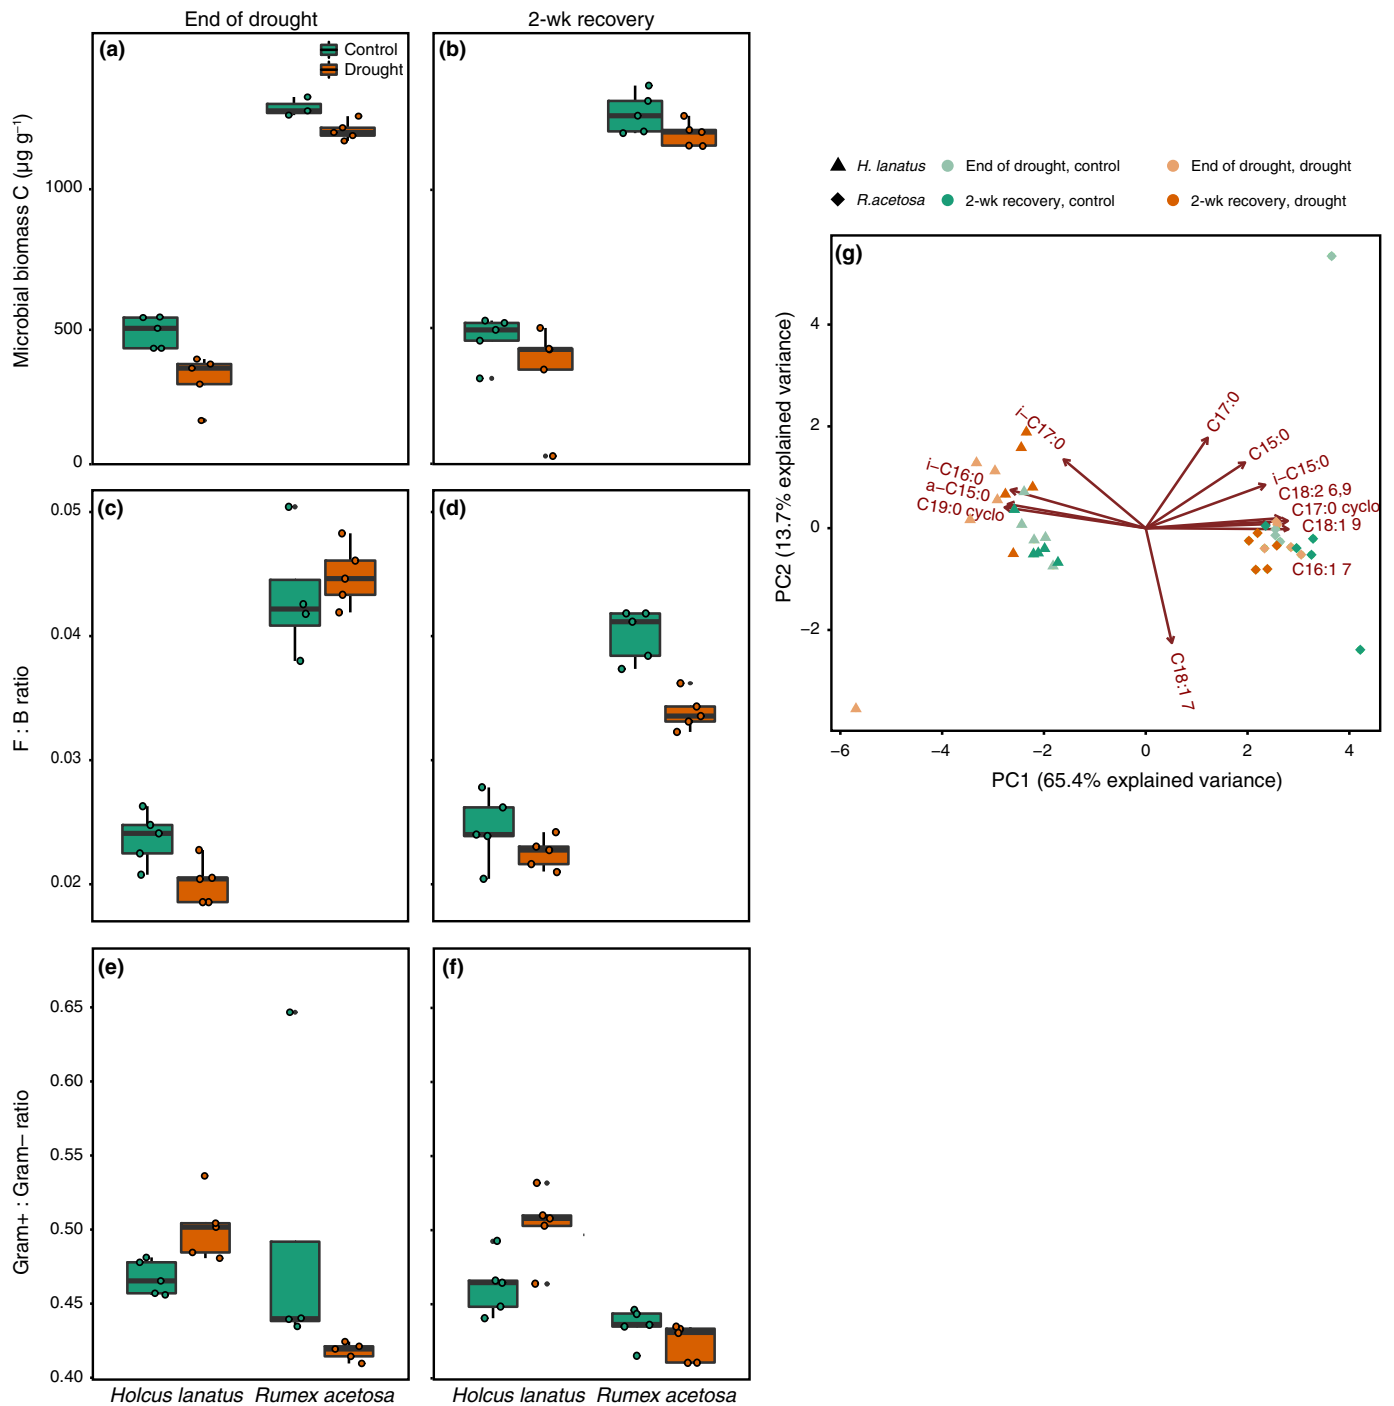 End of drought
2-wk recovery
(a)
Control
Drought
(b)
Microbial biomass C (µg g⁻¹)
1000
500
0
(c)
(d)
F : B ratio
0.05
0.04
0.03
0.02
(e)
(f)
Gram+ : Gram− ratio
0.65
0.60
0.55
0.50
0.45
0.40
Holcus lanatus
Rumex acetosa
Holcus lanatus
Rumex acetosa
H. lanatus
End of drought, control
End of drought, drought
R.acetosa
2-wk recovery, control
2-wk recovery, drought
(g)
PC2 (13.7% explained variance)
4
2
0
−2
i−C17:0
i−C16:0
a−C15:0
C19:0 cyclo
C17:0
C15:0
i−C15:0
C18:2 6,9
C17:0 cyclo
C18:1 9
C16:1 7
C18:1 7
−6
−4
−2
0
2
4
PC1 (65.4% explained variance)